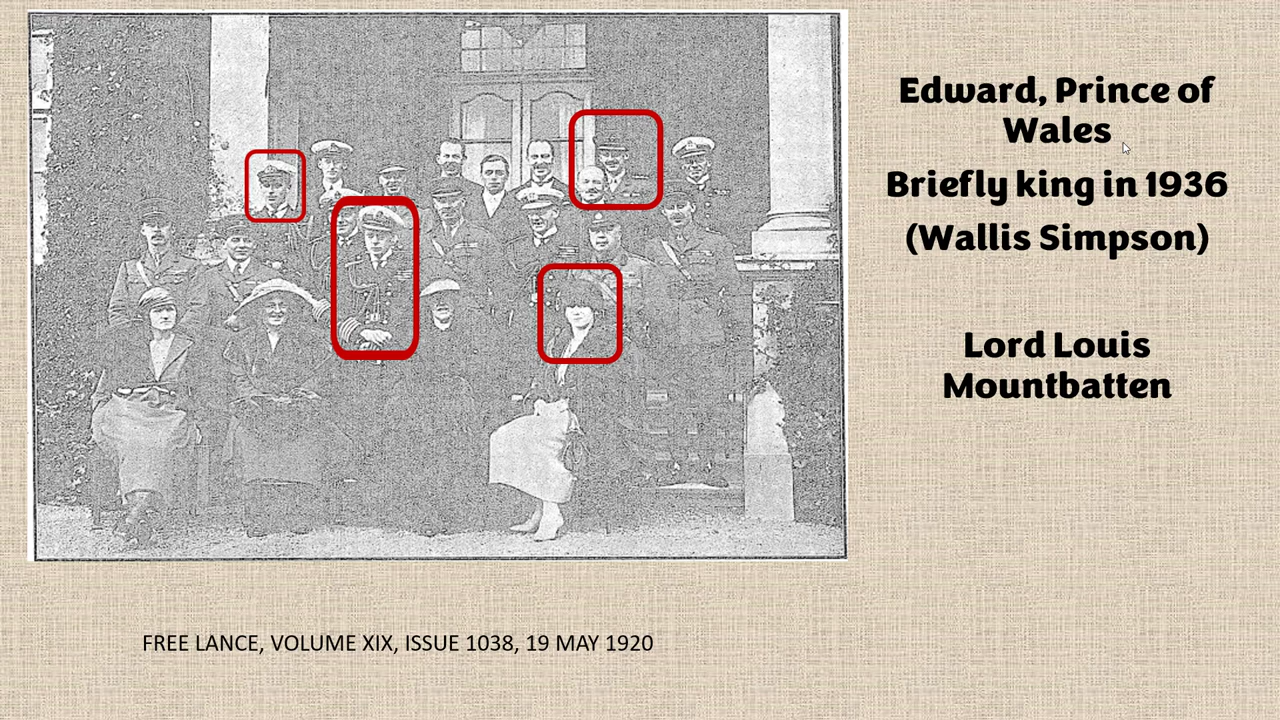 Edward, Prince of
Wales
Briefly king in 1936
(Wallis Simpson)
Lord Louis
Mountbatten
FREE LANCE, VOLUME XIX, ISSUE 1038, 19 MAY 1920